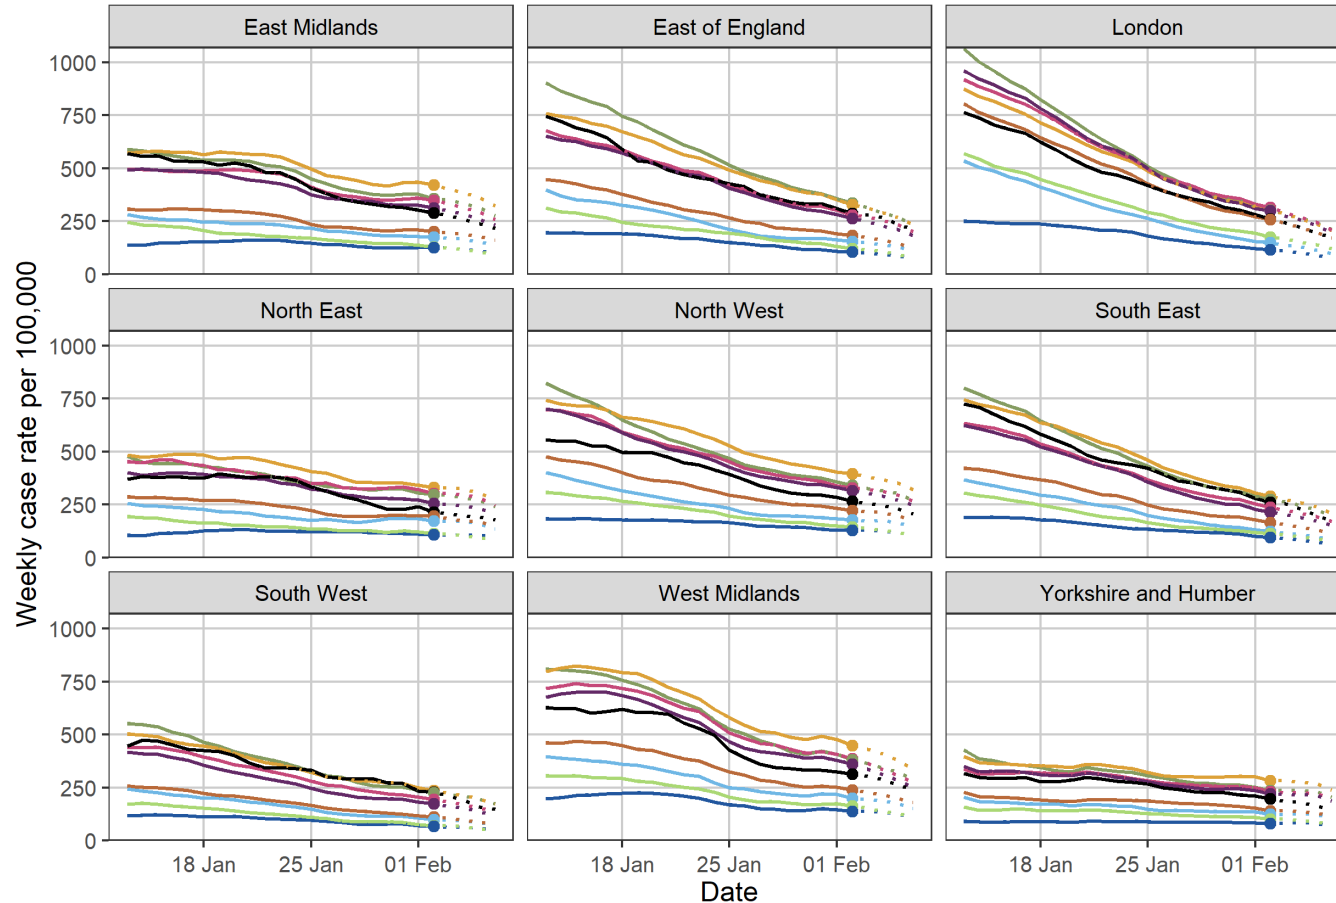 East Midlands
East of England
London
1000
750
500
250
0
North East
North West
South East
1000
750
500
250
0
South West
West Midlands
Yorkshire and Humber
1000
750
500
250
0
18 Jan
25 Jan
01 Feb
18 Jan
25 Jan
01 Feb
18 Jan
25 Jan
01 Feb
Date
Weekly case rate per 100,000